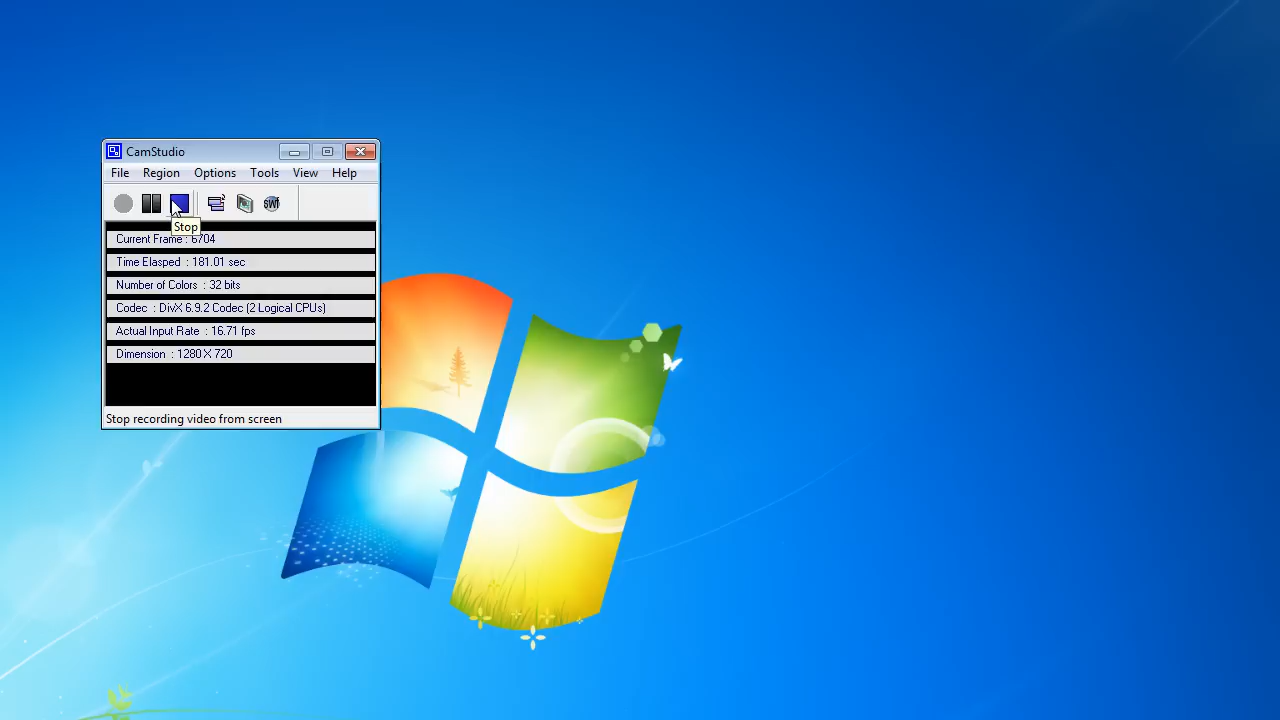 CamStudio
File Region Options Tools View Help
SWf
Stop
Current Frame : 6704
Time Elasped : 181.01 sec
Number of Colors : 32 bits
Codec : DivX 6.9.2 Codec (2 Logical CPUs)
Actual Input Rate : 16.71 fps
Dimension : 1280 X 720
Stop recording video from screen